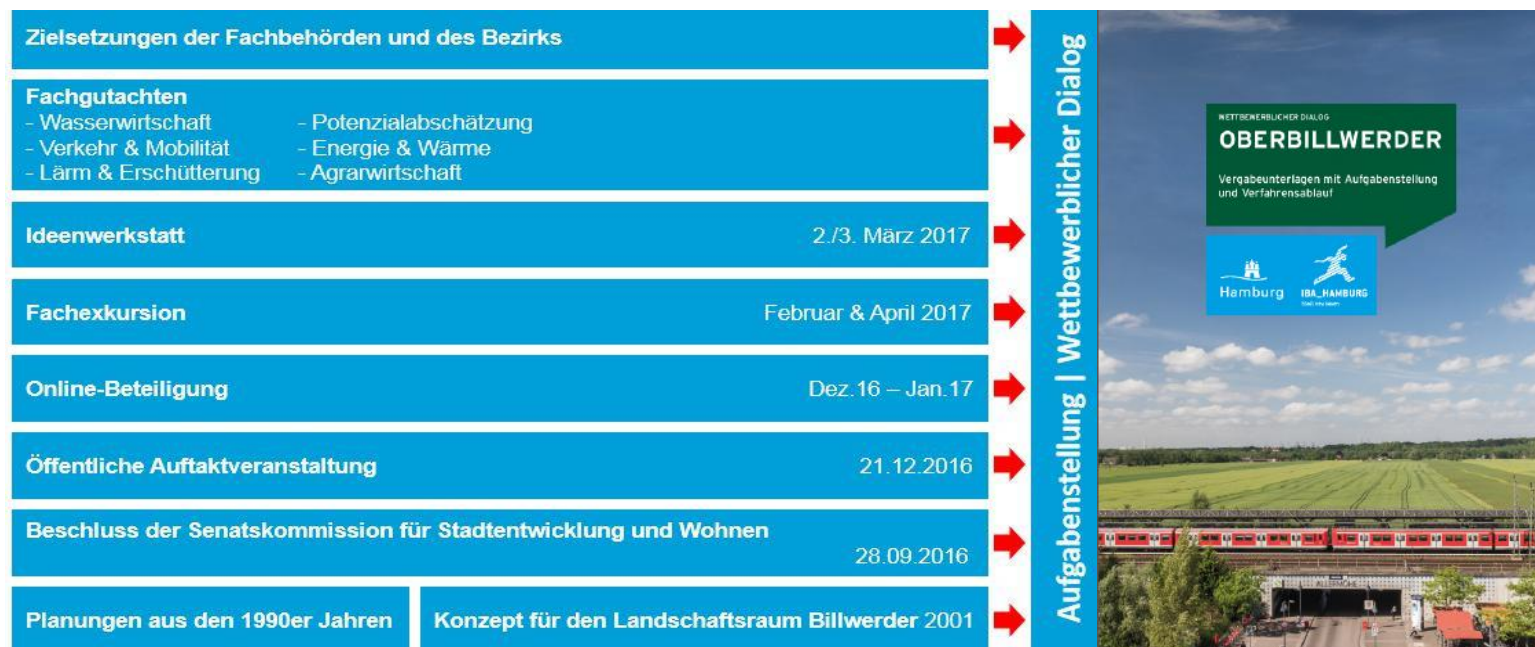 Zielsetzungen der Fachbehörden und des Bezirks
Fachgutachten
- Wasserwirtschaft - Potenzialabschätzung
- Verkehr & Mobilität - Energie & Wärme
- Lärm & Erschütterung - Agrarwirtschaft
Ideenwerkstatt 2./3. März 2017
Fachexkursion Februar & April 2017
Online-Beteiligung Dez.16 – Jan.17
Öffentliche Auftaktveranstaltung 21.12.2016
Beschluss der Senatskommission für Stadtentwicklung und Wohnen
28.09.2016
Planungen aus den 1990er Jahren
Konzept für den Landschaftsraum Billwerder 2001
Aufgabenstellung | Wettbewerblicher Dialog
WETTBEWERBLICHER DIALOG
OBERBILLWERDER
Vergabeunterlagen mit Aufgabenstellung
und Verfahrensablauf
Hamburg
IBA_HAMBURG